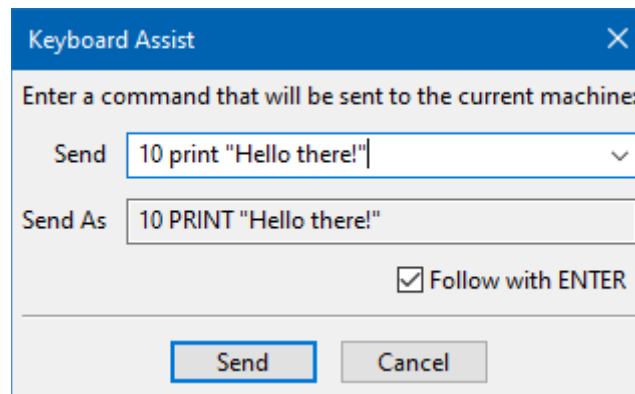 Keyboard Assist
Enter a command that will be sent to the current machine:
Send 10 print "Hello there!"
Send As 10 PRINT "Hello there!"
Follow with ENTER
Send Cancel